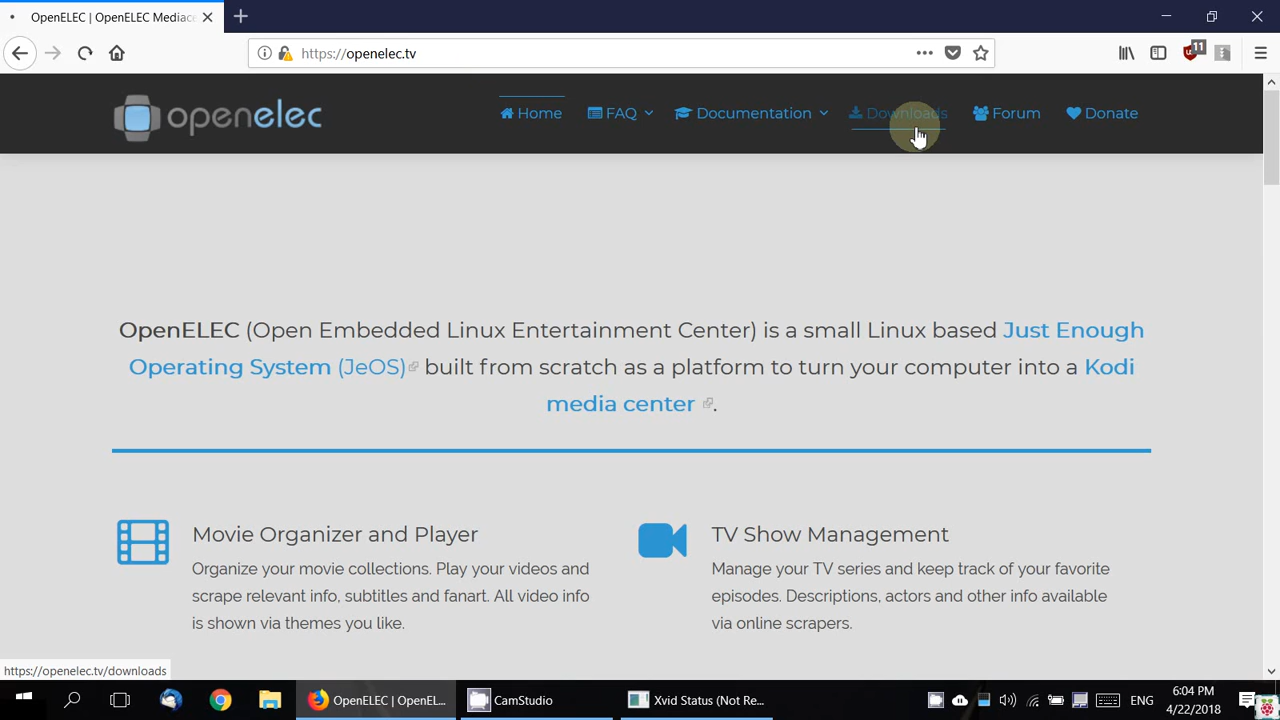 OpenELEC | OpenELEC Mediace
https://openelec.tv
11
openelec
Home
FAQ
Documentation
Downloads
Forum
Donate
OpenELEC (Open Embedded Linux Entertainment Center) is a small Linux based Just Enough
Operating System (JeOS) built from scratch as a platform to turn your computer into a Kodi
media center .
Movie Organizer and Player
Organize your movie collections. Play your videos and
scrape relevant info, subtitles and fanart. All video info
is shown via themes you like.
TV Show Management
Manage your TV series and keep track of your favorite
episodes. Descriptions, actors and other info available
via online scrapers.
https://openelec.tv/downloads
OpenELEC | OpenEL...
CamStudio
Xvid Status (Not Re...
ENG
6:04 PM
4/22/2018